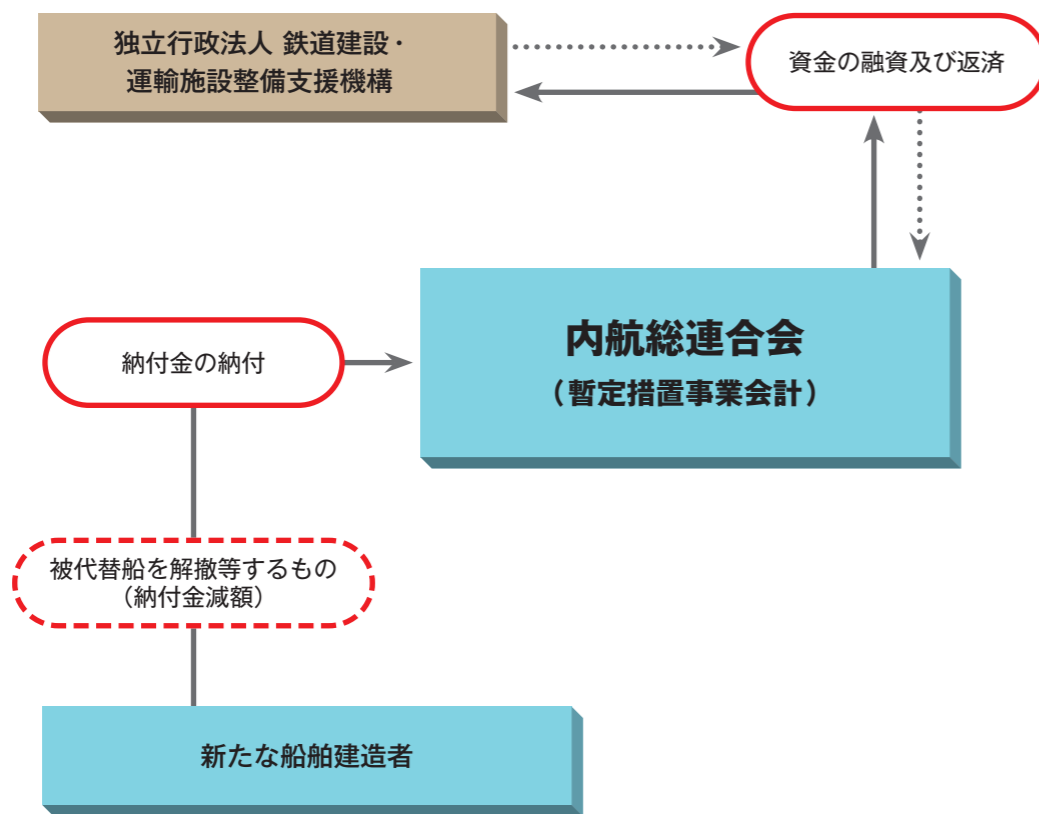 独立行政法人 鉄道建設・
運輸施設整備支援機構
資金の融資及び返済
内航総連合会
（暫定措置事業会計）
納付金の納付
被代替船を解撤等するもの
（納付金減額）
新たな船舶建造者